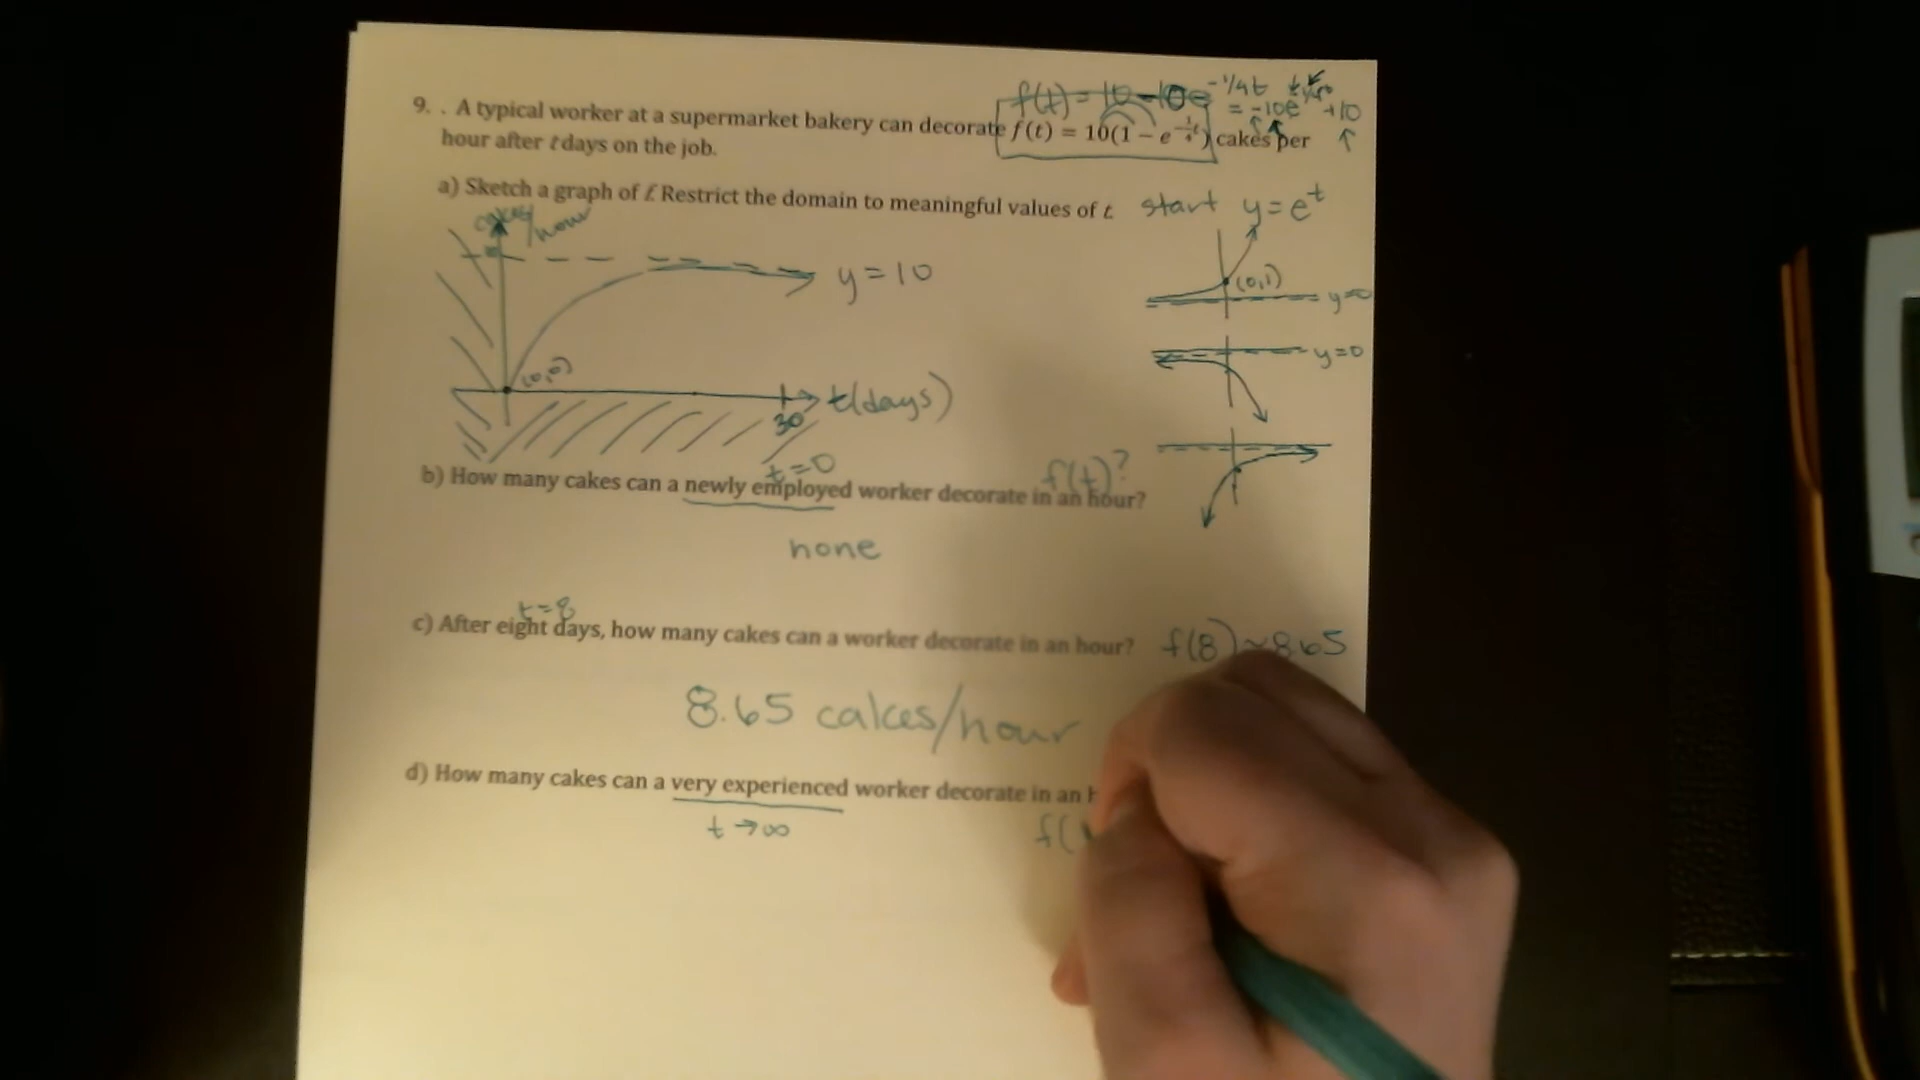 f(t) = 10 - 10e^-1/4t
= -10e +10
9. . A typical worker at a supermarket bakery can decorate f(t) = 10(1 − e^-1/4t) cakes per
hour after t days on the job.
a) Sketch a graph of f. Restrict the domain to meaningful values of t.
start y=e^t
cakes/hour
y=10
(0,1)
y=0
y=0
(0,0)
t(days)
30
t=0
f(t)?
b) How many cakes can a newly employed worker decorate in an hour?
none
t=8
c) After eight days, how many cakes can a worker decorate in an hour?
f(8)≈8.65
8.65 cakes/hour
d) How many cakes can a very experienced worker decorate in an
t→∞
f(